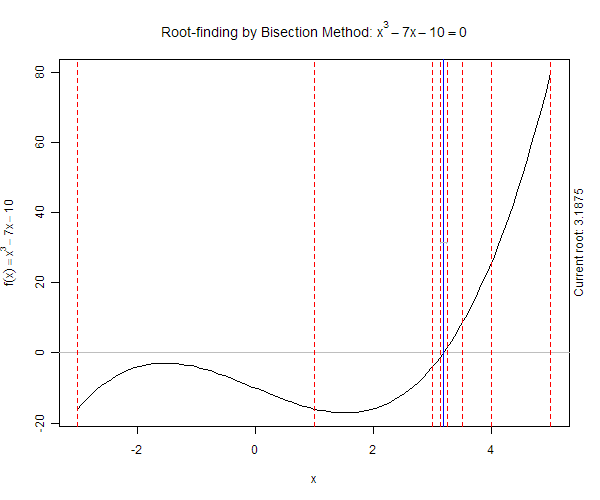 Root-finding by Bisection Method: x³ − 7x − 10 = 0
f(x) = x³ − 7x − 10
80
60
40
20
0
-20
-2
0
2
4
x
Current root: 3.1875